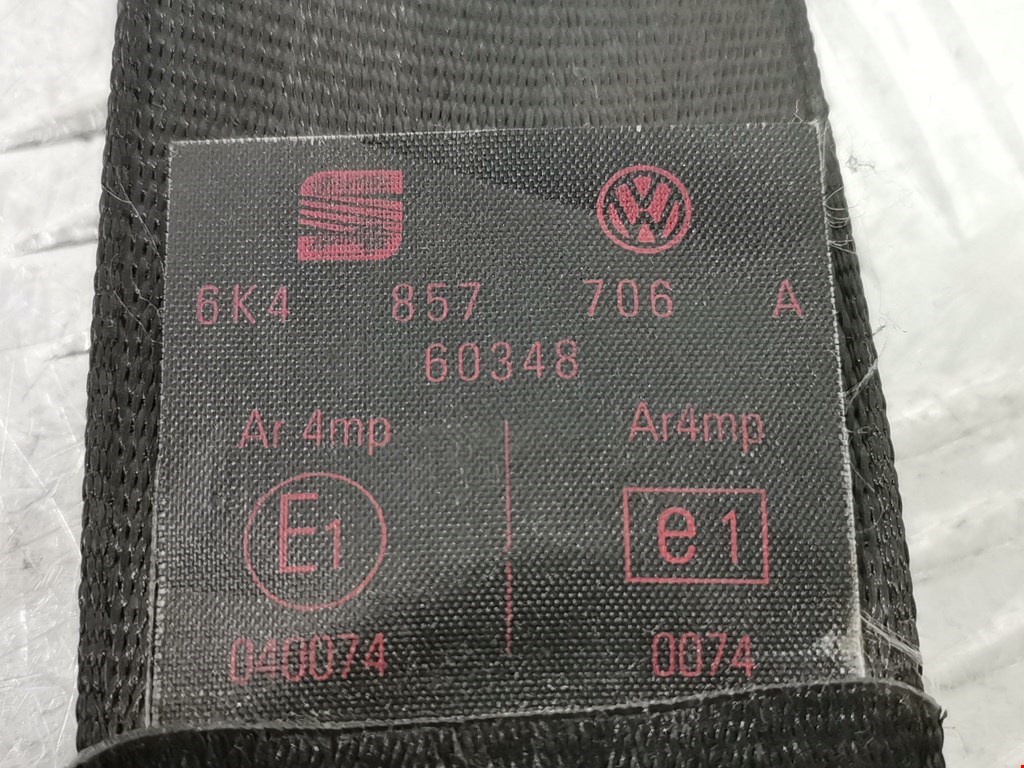 6K4 857 706 A
60348
Ar 4mp Ar4mp
E1 e1
040074 0074